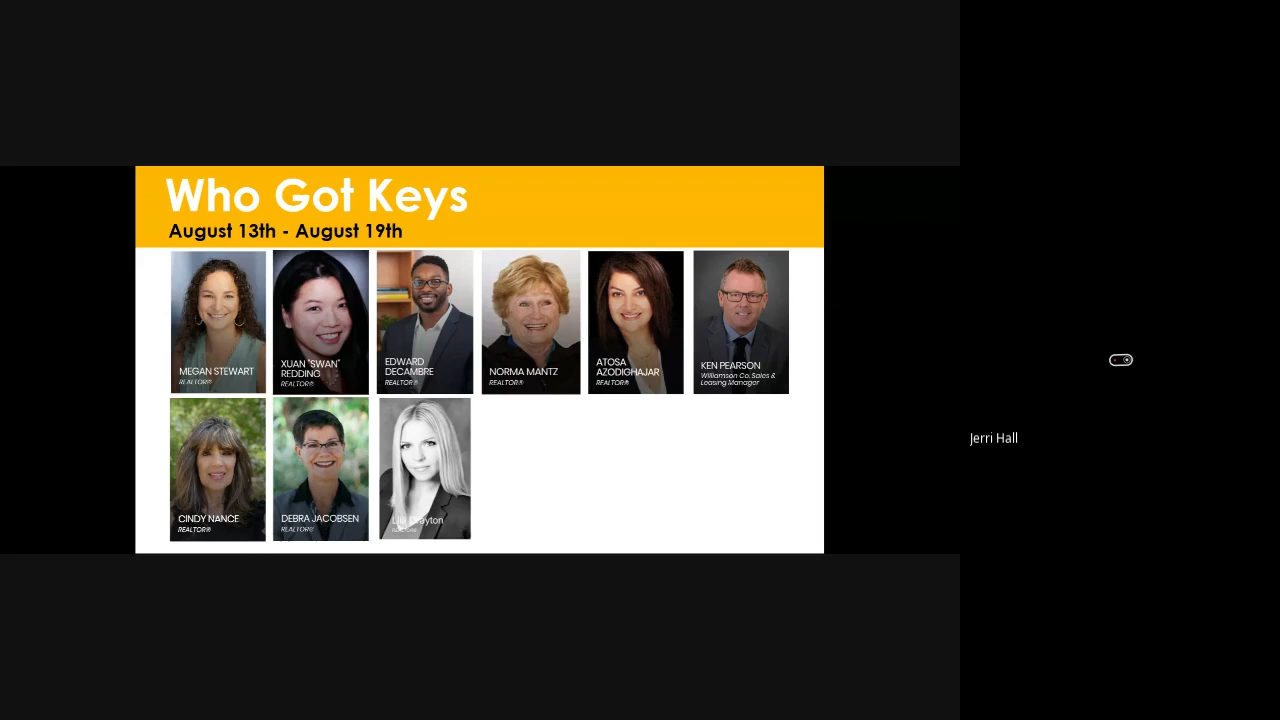 Who Got Keys
August 13th - August 19th
MEGAN STEWART
REALTOR®
XUAN "SWAN"
REDDING
REALTOR®
EDWARD
DECAMBRE
REALTOR®
NORMA MANTZ
REALTOR®
ATOSA
AZODIGHAJAR
REALTOR®
KEN PEARSON
Williamson Co. Sales &
Leasing Manager
CINDY NANCE
REALTOR®
DEBRA JACOBSEN
REALTOR®
Drayton
Jerri Hall